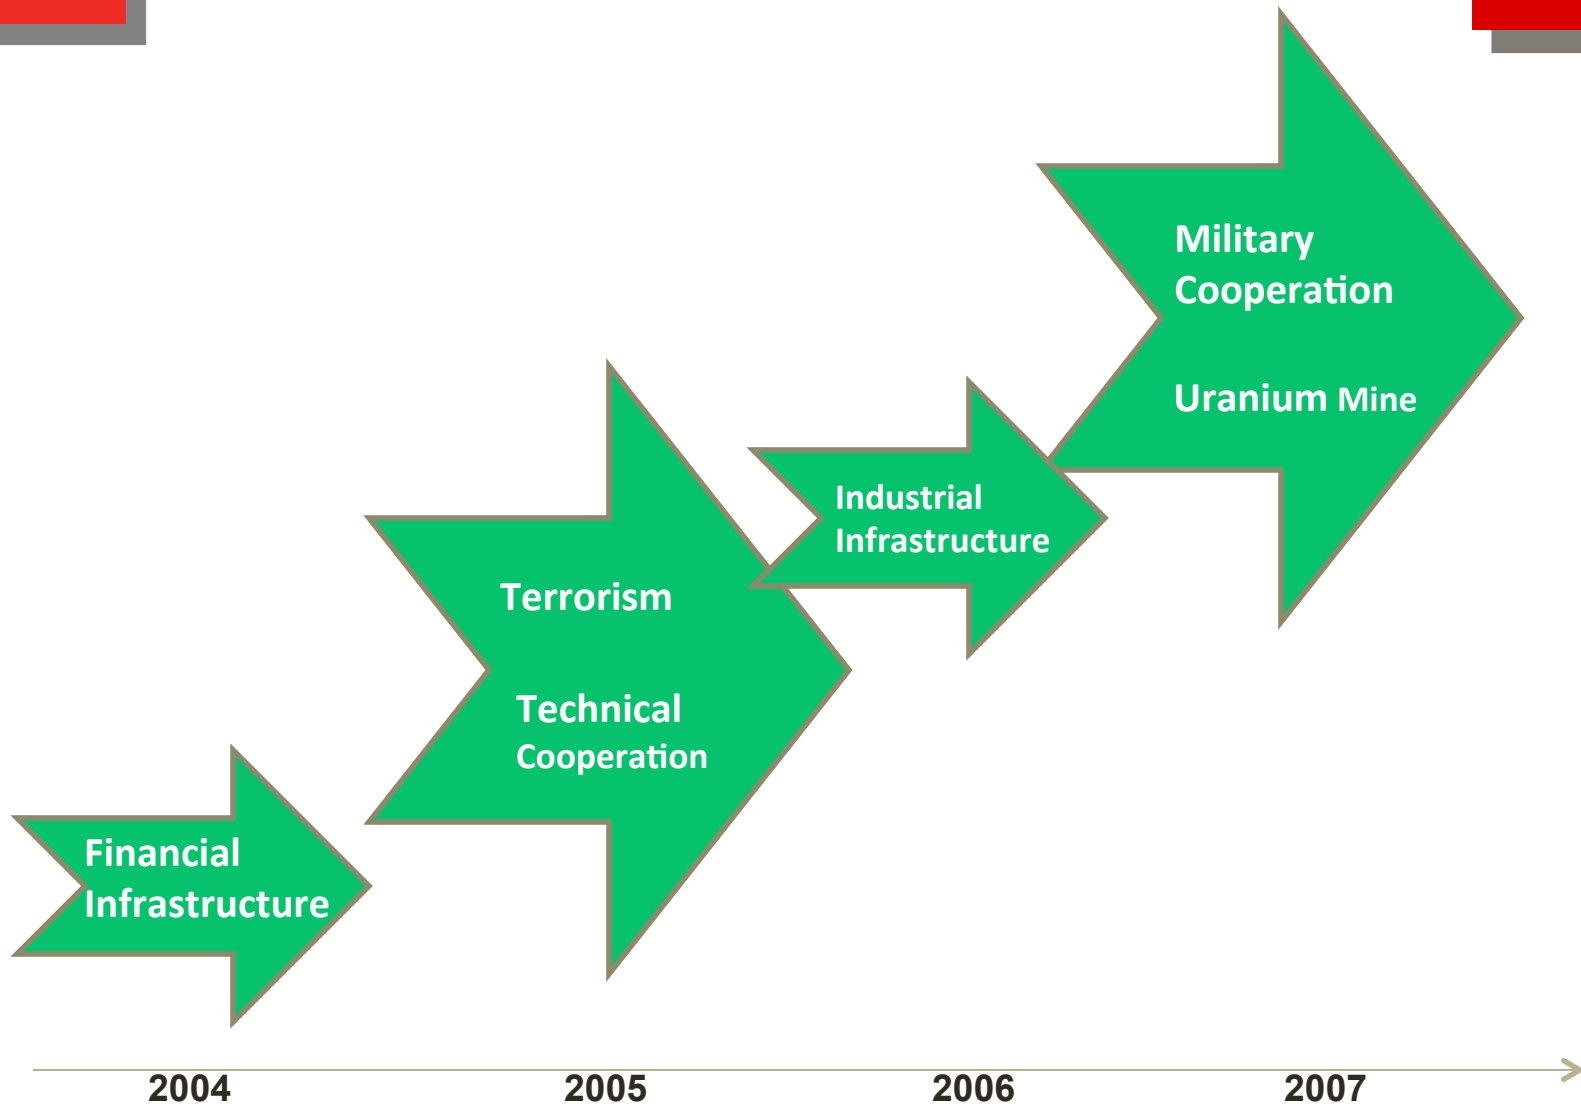 Military
Cooperation
Uranium Mine
Industrial
Infrastructure
Terrorism
Technical
Cooperation
Financial
Infrastructure
2004 2005 2006 2007